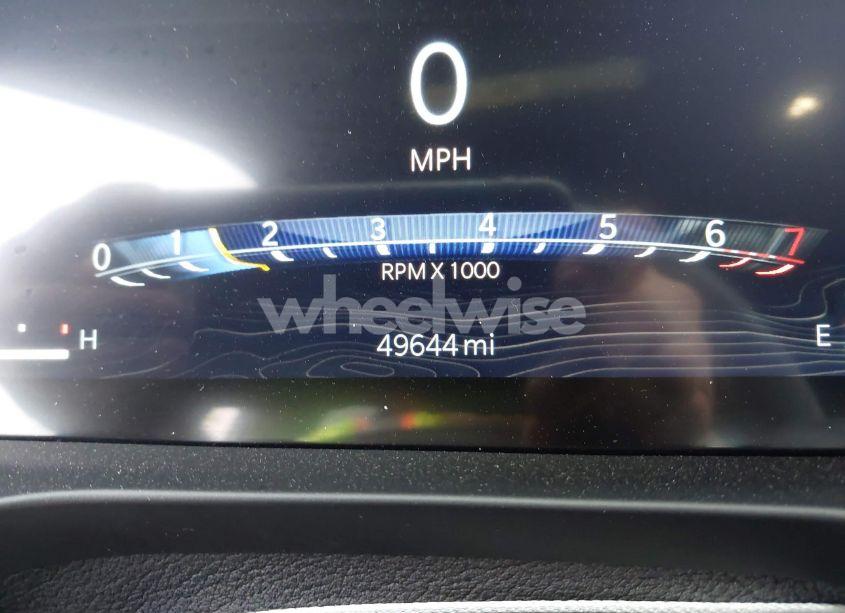 0
MPH
0 1 2 3 4 5 6 7
RPM X 1000
wheelwise
H 49644 mi E